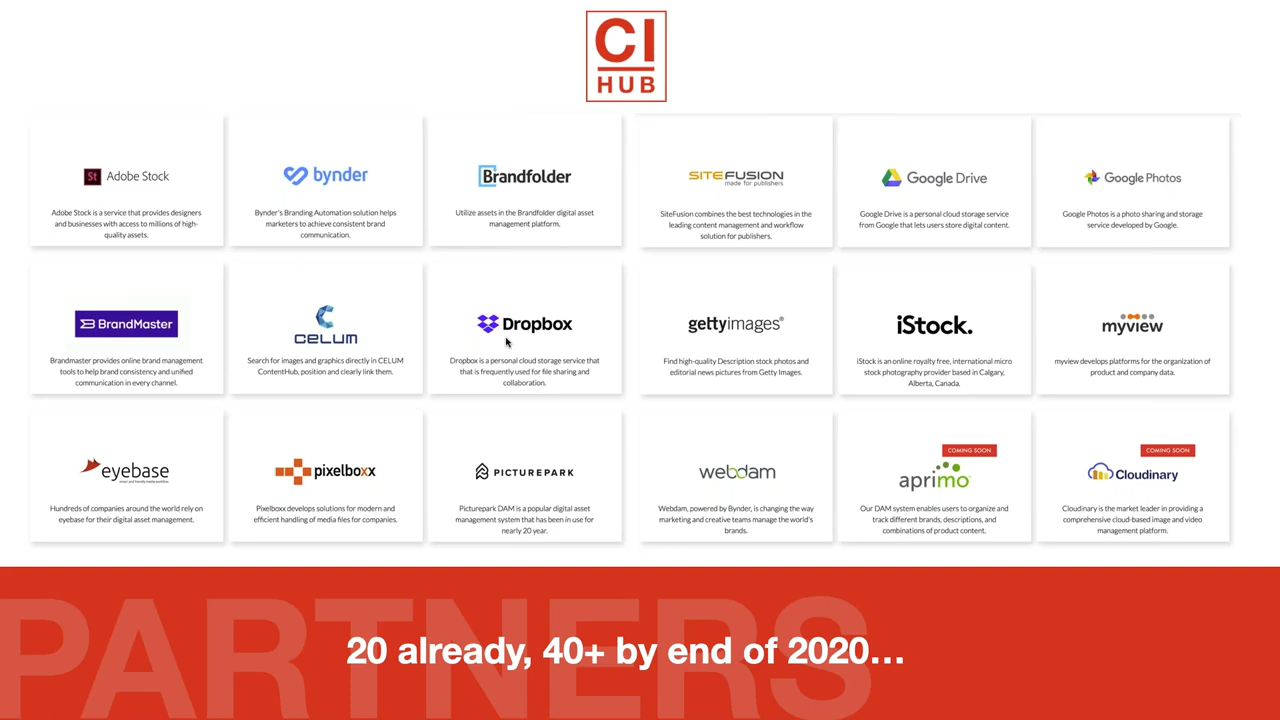 CI
HUB
St Adobe Stock
Adobe Stock is a service that provides designers
and businesses with access to millions of high-
quality assets.
bynder
Bynder's Branding Automation solution helps
marketers to achieve consistent brand
communication.
Brandfolder
Utilize assets in the Brandfolder digital asset
management platform.
SITEFUSION
made for publishers
SiteFusion combines the best technologies in the
leading content management and workflow
solution for publishers.
Google Drive
Google Drive is a personal cloud storage service
from Google that lets users store digital content.
Google Photos
Google Photos is a photo sharing and storage
service developed by Google.
BrandMaster
Brandmaster provides online brand management
tools to help brand consistency and unified
communication in every channel.
CELUM
Search for images and graphics directly in CELUM
ContentHub, position and clearly link them.
Dropbox
Dropbox is a personal cloud storage service that
that is frequently used for file sharing and
collaboration.
gettyimages®
Find high-quality Description stock photos and
editorial news pictures from Getty Images.
iStock.
iStock is an online royalty free, international micro
stock photography provider based in Calgary,
Alberta, Canada.
myview
myview develops platforms for the organization of
product and company data.
eyebase
Hundreds of companies around the world rely on
eyebase for their digital asset management.
pixelboxx
Pixelboxx develops solutions for modern and
efficient handling of media files for companies.
PICTUREPARK
Picturepark DAM is a popular digital asset
management system that has been in use for
nearly 20 year.
webdam
Webdam, powered by Bynder, is changing the way
marketing and creative teams manage the world's
brands.
COMING SOON
aprimo
Our DAM system enables users to organize and
track different brands, descriptions, and
combinations of product content.
COMING SOON
Cloudinary
Cloudinary is the market leader in providing a
comprehensive cloud-based image and video
management platform.
PARTNERS
20 already, 40+ by end of 2020...